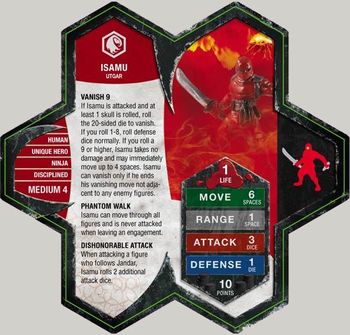 ISAMU
UTGAR
VANISH 9
If Isamu is attacked and at
least 1 skull is rolled, roll
the 20-sided die to vanish.
If you roll 1-8, roll defense
dice normally. If you roll a
9 or higher, Isamu takes no
damage and may immediately
move up to 4 spaces. Isamu
can vanish only if he ends
his vanishing move not adja-
cent to any enemy figures.
PHANTOM WALK
Isamu can move through all
figures and is never attacked
when leaving an engagement.
DISHONORABLE ATTACK
When attacking a figure
who follows Jandar,
Isamu rolls 2 additional
attack dice.
HUMAN
UNIQUE HERO
NINJA
DISCIPLINED
MEDIUM 4
1
LIFE
MOVE 6
SPACES
RANGE 1
SPACE
ATTACK 3
DICE
DEFENSE 1
DIE
10
POINTS